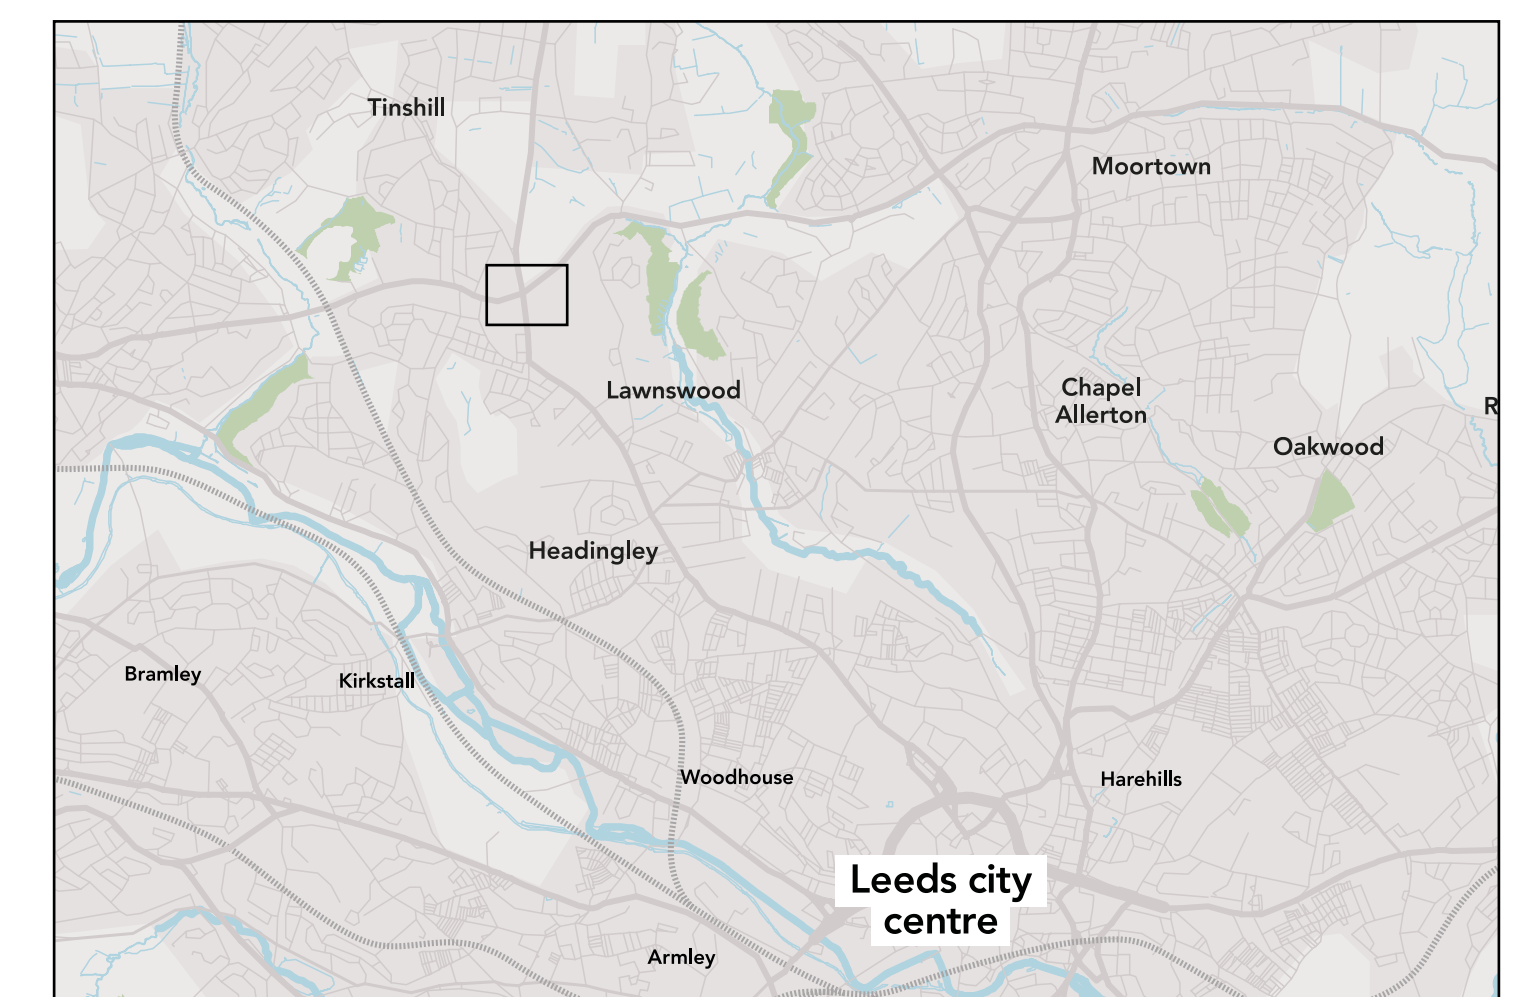 Tinshill
Moortown
Lawnswood
Chapel
Allerton
R
Oakwood
Headingley
Bramley
Kirkstall
Woodhouse
Harehills
Leeds city
centre
Armley